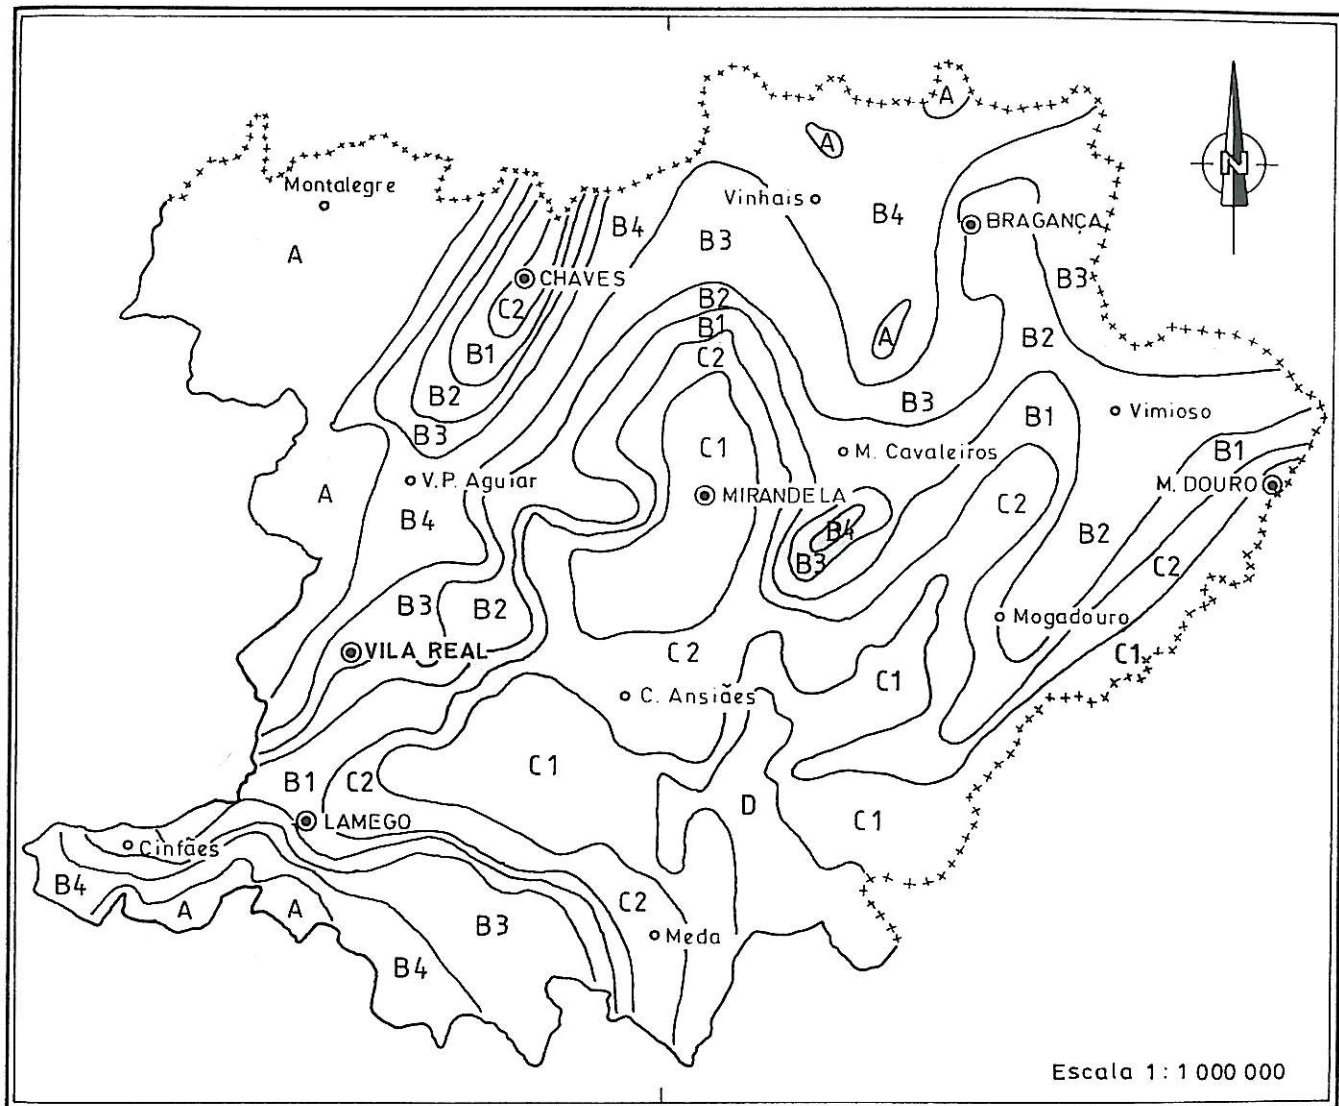 A
A
Montalegre
N
Vinhais
B4
BRAGANÇA
B4
B3
A
CHAVES
B3
C2
B2
B1
A
B2
B1
C2
B2
B3
B1
Vimioso
B3
C1
M. Cavaleiros
B1
V.P. Aguiar
MIRANDELA
M. DOURO
A
C2
B4
B4
B2
B3
C2
B3
B2
Mogadouro
VILA REAL
C2
C1
C1
C. Ansiães
B1
C2
C1
D
C1
LAMEGO
Cinfães
B4
A
A
B3
C2
Meda
B4
Escala 1:1 000 000